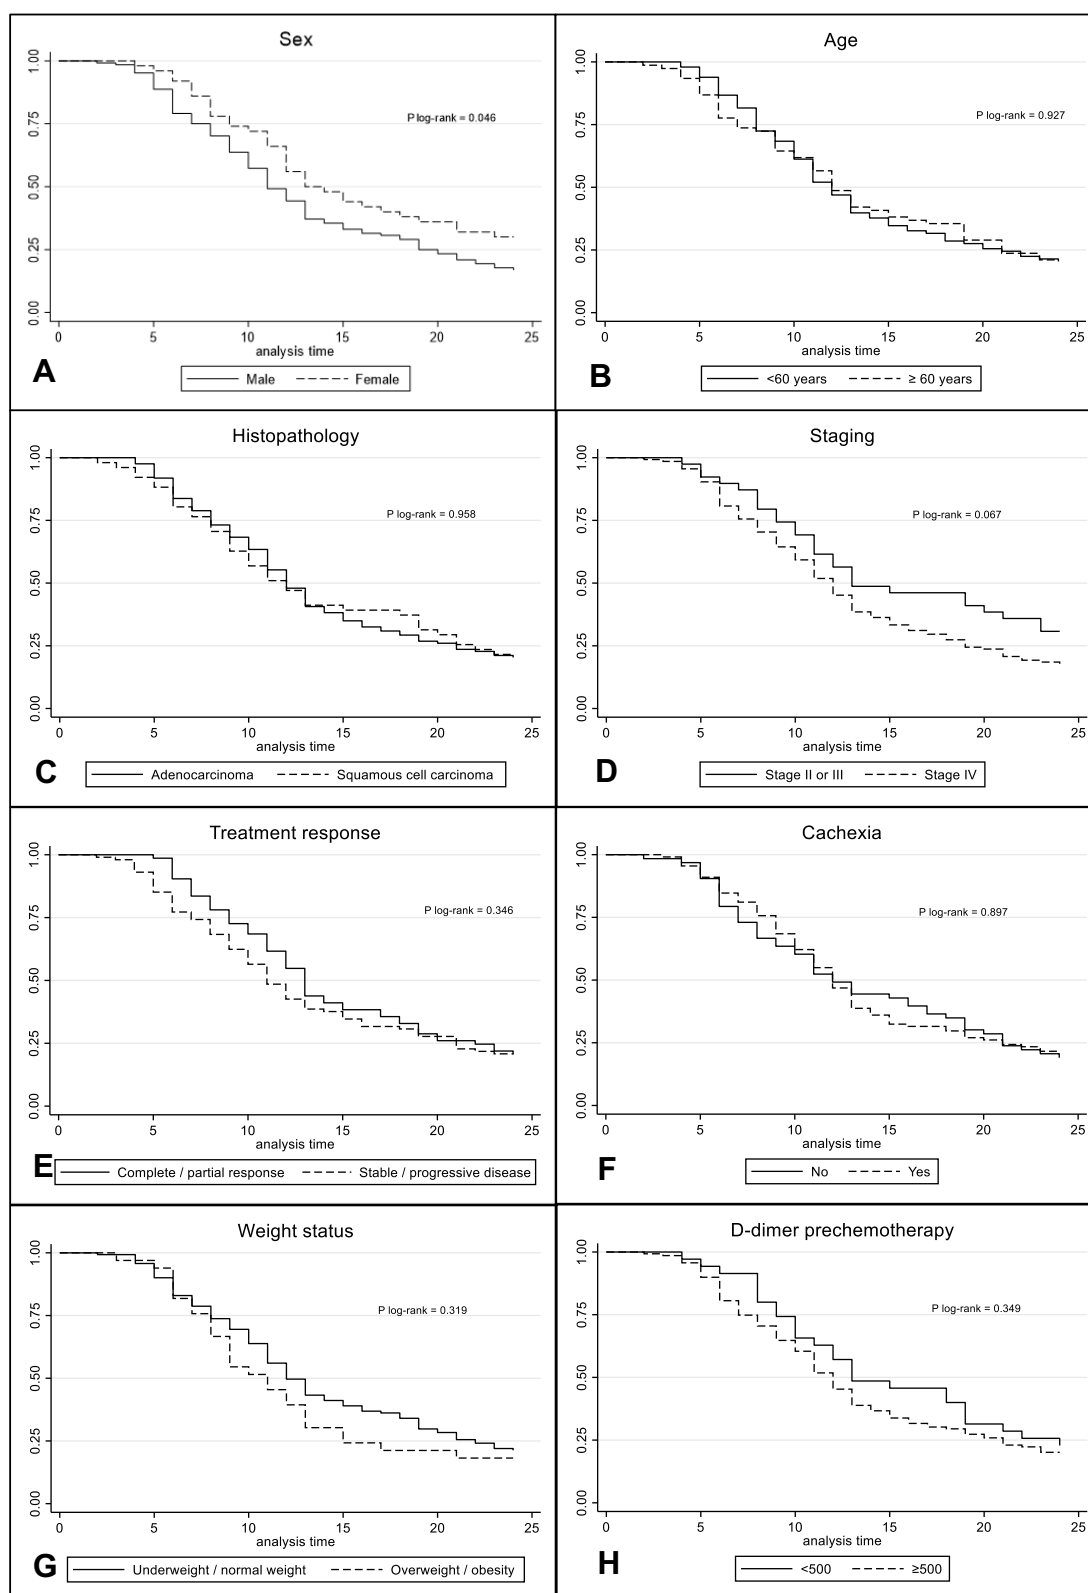 Sex
1.00
0.75
0.50
0.25
0.00
P log-rank = 0.046
0 5 10 15 20 25
analysis time
A
Male Female
Age
1.00
0.75
0.50
0.25
0.00
P log-rank = 0.927
0 5 10 15 20 25
analysis time
B
<60 years ≥ 60 years
Histopathology
1.00
0.75
0.50
0.25
0.00
P log-rank = 0.958
0 5 10 15 20 25
analysis time
C
Adenocarcinoma Squamous cell carcinoma
Staging
1.00
0.75
0.50
0.25
0.00
P log-rank = 0.067
0 5 10 15 20 25
analysis time
D
Stage II or III Stage IV
Treatment response
1.00
0.75
0.50
0.25
0.00
P log-rank = 0.346
0 5 10 15 20 25
analysis time
E
Complete / partial response Stable / progressive disease
Cachexia
1.00
0.75
0.50
0.25
0.00
P log-rank = 0.897
0 5 10 15 20 25
analysis time
F
No Yes
Weight status
1.00
0.75
0.50
0.25
0.00
P log-rank = 0.319
0 5 10 15 20 25
analysis time
G
Underweight / normal weight Overweight / obesity
D-dimer prechemotherapy
1.00
0.75
0.50
0.25
0.00
P log-rank = 0.349
0 5 10 15 20 25
analysis time
H
<500 ≥500